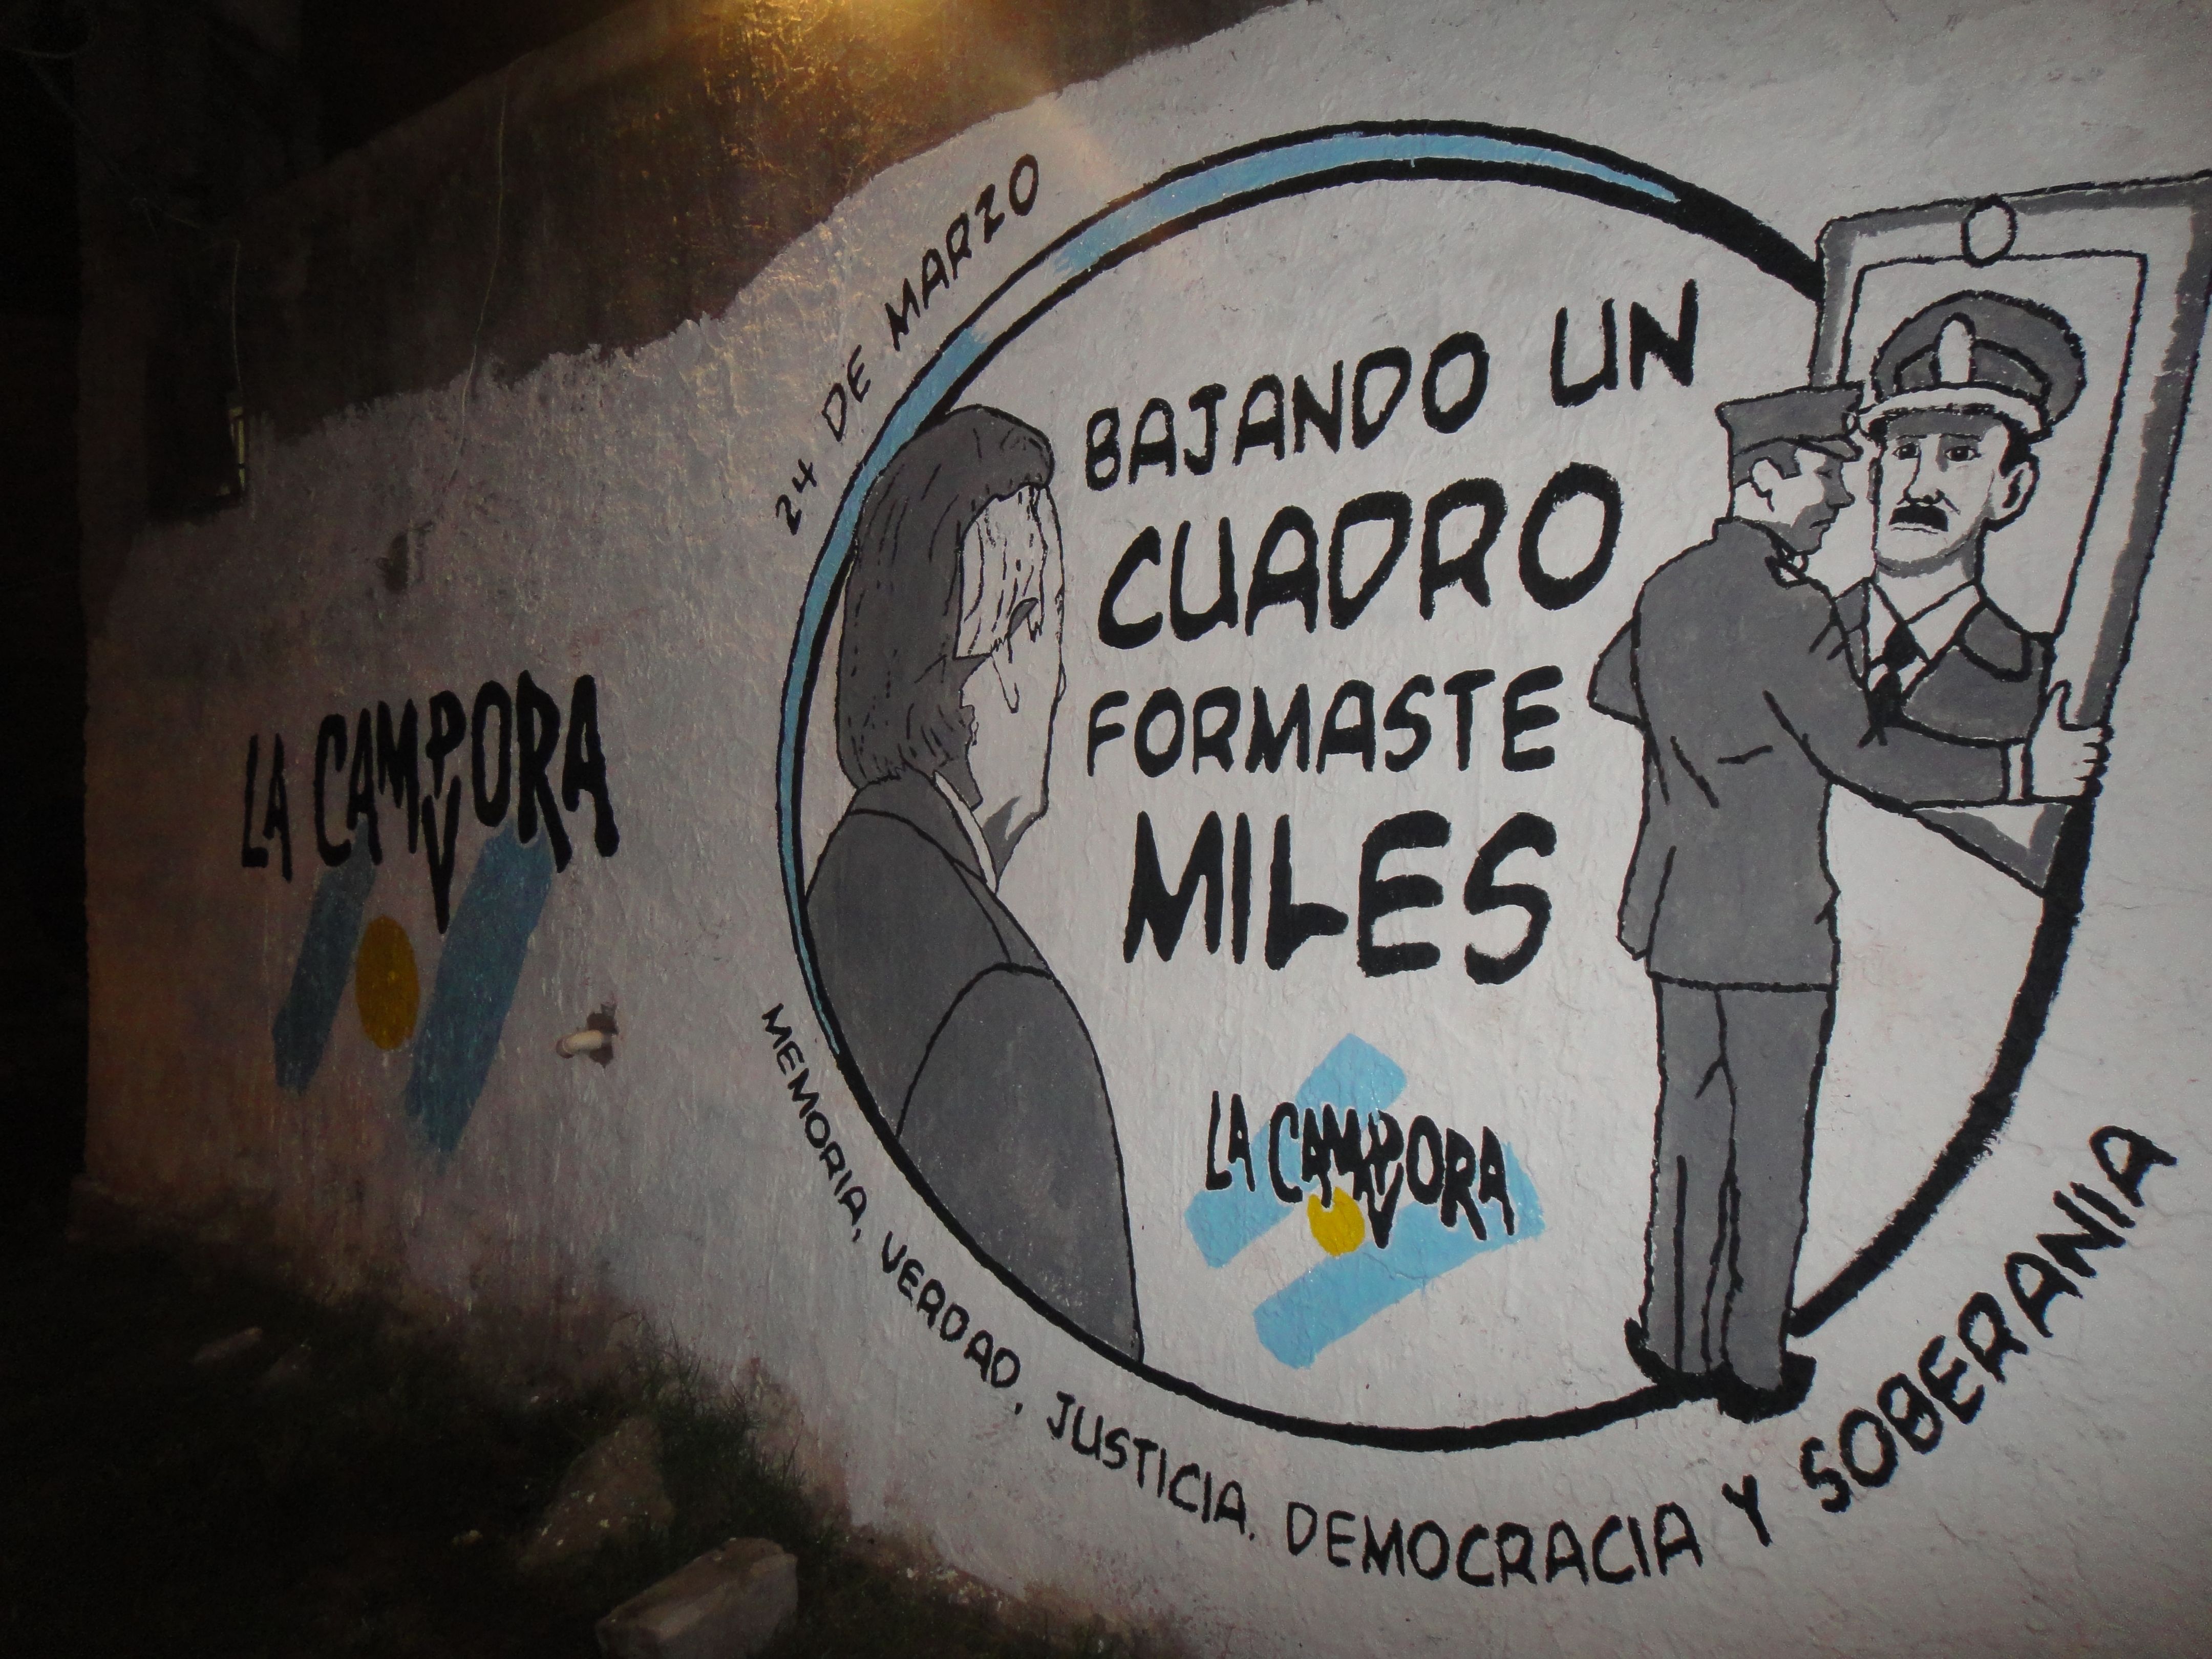 24 DE MARZO
BAJANDO UN
CUADRO
FORMASTE
MILES
LA CAMPORA
LA CAMPORA
MEMORIA, VERDAD, JUSTICIA. DEMOCRACIA Y SOBERANIA